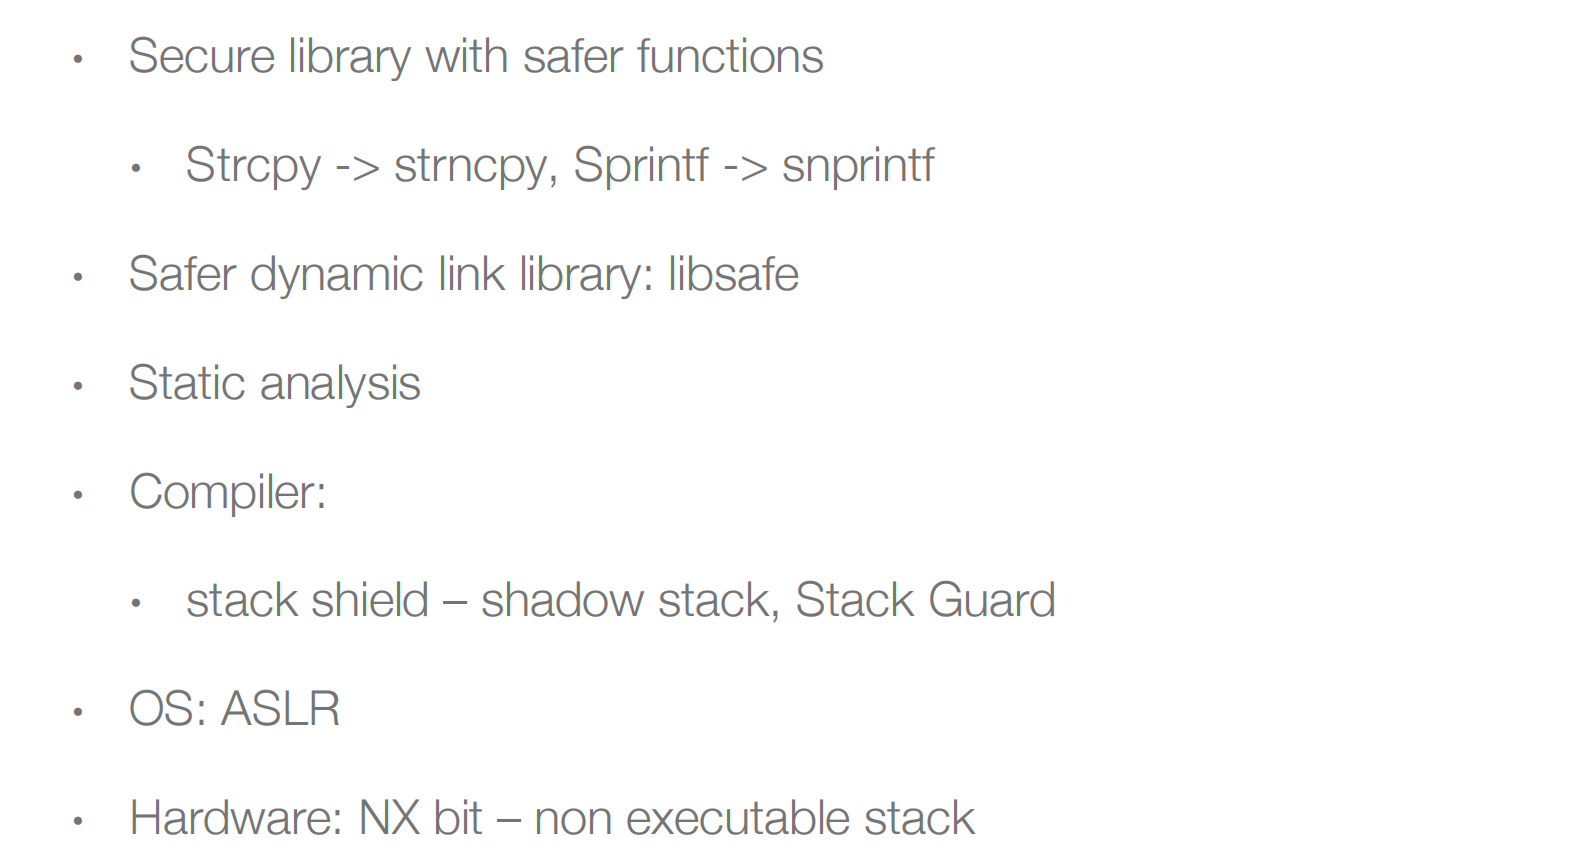 • Secure library with safer functions
• Strcpy -> strncpy, Sprintf -> snprintf
• Safer dynamic link library: libsafe
• Static analysis
• Compiler:
• stack shield – shadow stack, Stack Guard
• OS: ASLR
• Hardware: NX bit – non executable stack